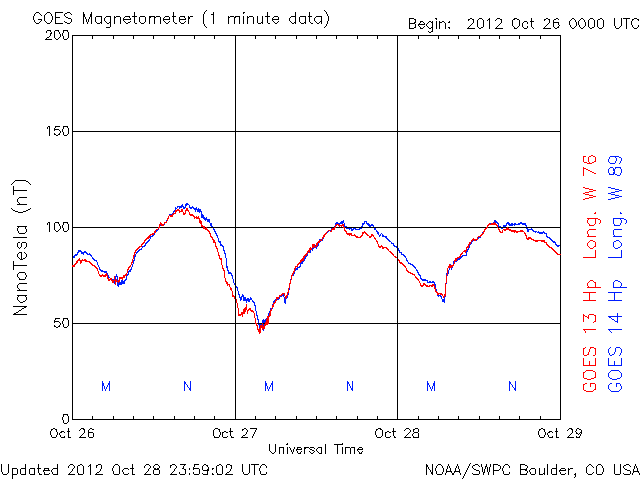 GOES Magnetometer (1 minute data)
Begin: 2012 Oct 26 0000 UTC
200
150
100
50
0
NanoTesla (nT)
M N M N M N
Oct 26 Oct 27 Oct 28 Oct 29
Universal Time
GOES 13 Hp Long. W 76
GOES 14 Hp Long. W 89
Updated 2012 Oct 28 23:59:02 UTC
NOAA/SWPC Boulder, CO USA